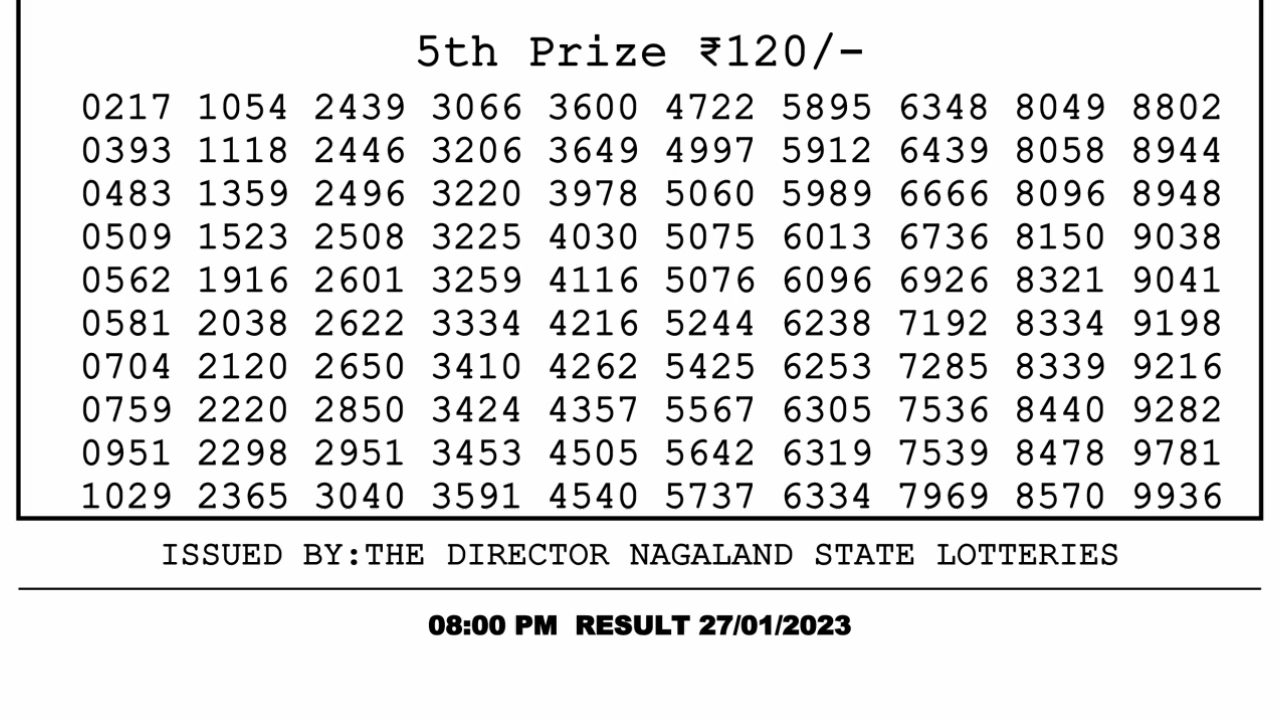 5th Prize ₹120/-
0217 1054 2439 3066 3600 4722 5895 6348 8049 8802
0393 1118 2446 3206 3649 4997 5912 6439 8058 8944
0483 1359 2496 3220 3978 5060 5989 6666 8096 8948
0509 1523 2508 3225 4030 5075 6013 6736 8150 9038
0562 1916 2601 3259 4116 5076 6096 6926 8321 9041
0581 2038 2622 3334 4216 5244 6238 7192 8334 9198
0704 2120 2650 3410 4262 5425 6253 7285 8339 9216
0759 2220 2850 3424 4357 5567 6305 7536 8440 9282
0951 2298 2951 3453 4505 5642 6319 7539 8478 9781
1029 2365 3040 3591 4540 5737 6334 7969 8570 9936
ISSUED BY:THE DIRECTOR NAGALAND STATE LOTTERIES
08:00 PM RESULT 27/01/2023